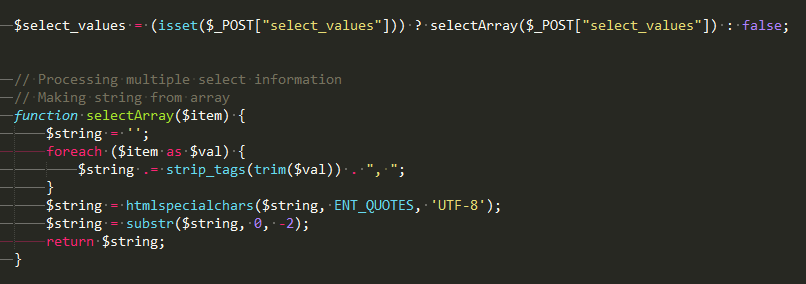 $select_values = (isset($_POST["select_values"])) ? selectArray($_POST["select_values"]) : false;
// Processing multiple select information
// Making string from array
function selectArray($item) {
$string = '';
foreach ($item as $val) {
$string .= strip_tags(trim($val)) . ", ";
}
$string = htmlspecialchars($string, ENT_QUOTES, 'UTF-8');
$string = substr($string, 0, -2);
return $string;
}